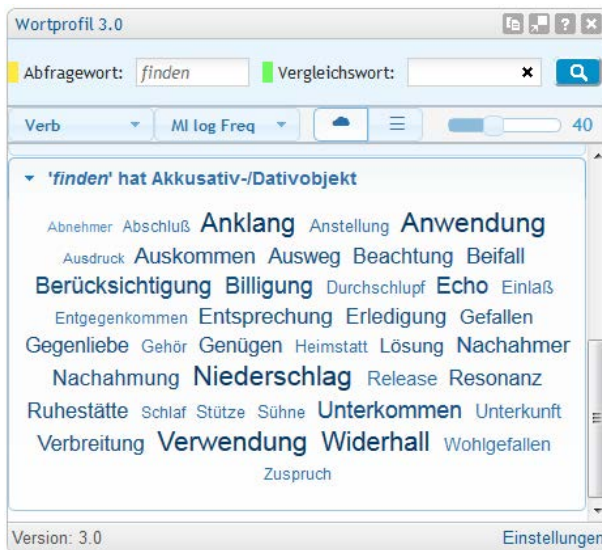 Wortprofil 3.0
Abfragewort: finden Vergleichswort:
Verb MI log Freq 40
'finden' hat Akkusativ-/Dativobjekt
Abnehmer Abschluß Anklang Anstellung Anwendung
Ausdruck Auskommen Ausweg Beachtung Beifall
Berücksichtigung Billigung Durchschlupf Echo Einlaß
Entgegenkommen Entsprechung Erledigung Gefallen
Gegenliebe Gehör Genügen Heimstatt Lösung Nachahmer
Nachahmung Niederschlag Release Resonanz
Ruhestätte Schlaf Stütze Sühne Unterkommen Unterkunft
Verbreitung Verwendung Widerhall Wohlgefallen
Zuspruch
Version: 3.0 Einstellungen